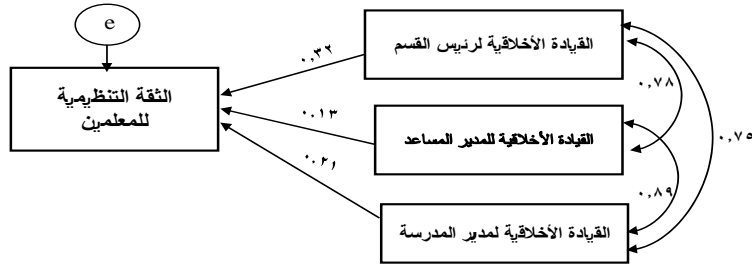 e
القيادة الأخلاقية لرئيس القسم
٠,٣٢
٠,٧٨
الثقة التنظيمية
للمعلمين
٠.١٣
القيادة الأخلاقية للمدير المساعد
٠,٧٥
٠.٢١
٠,٨٩
القيادة الأخلاقية لمدير المدرسة